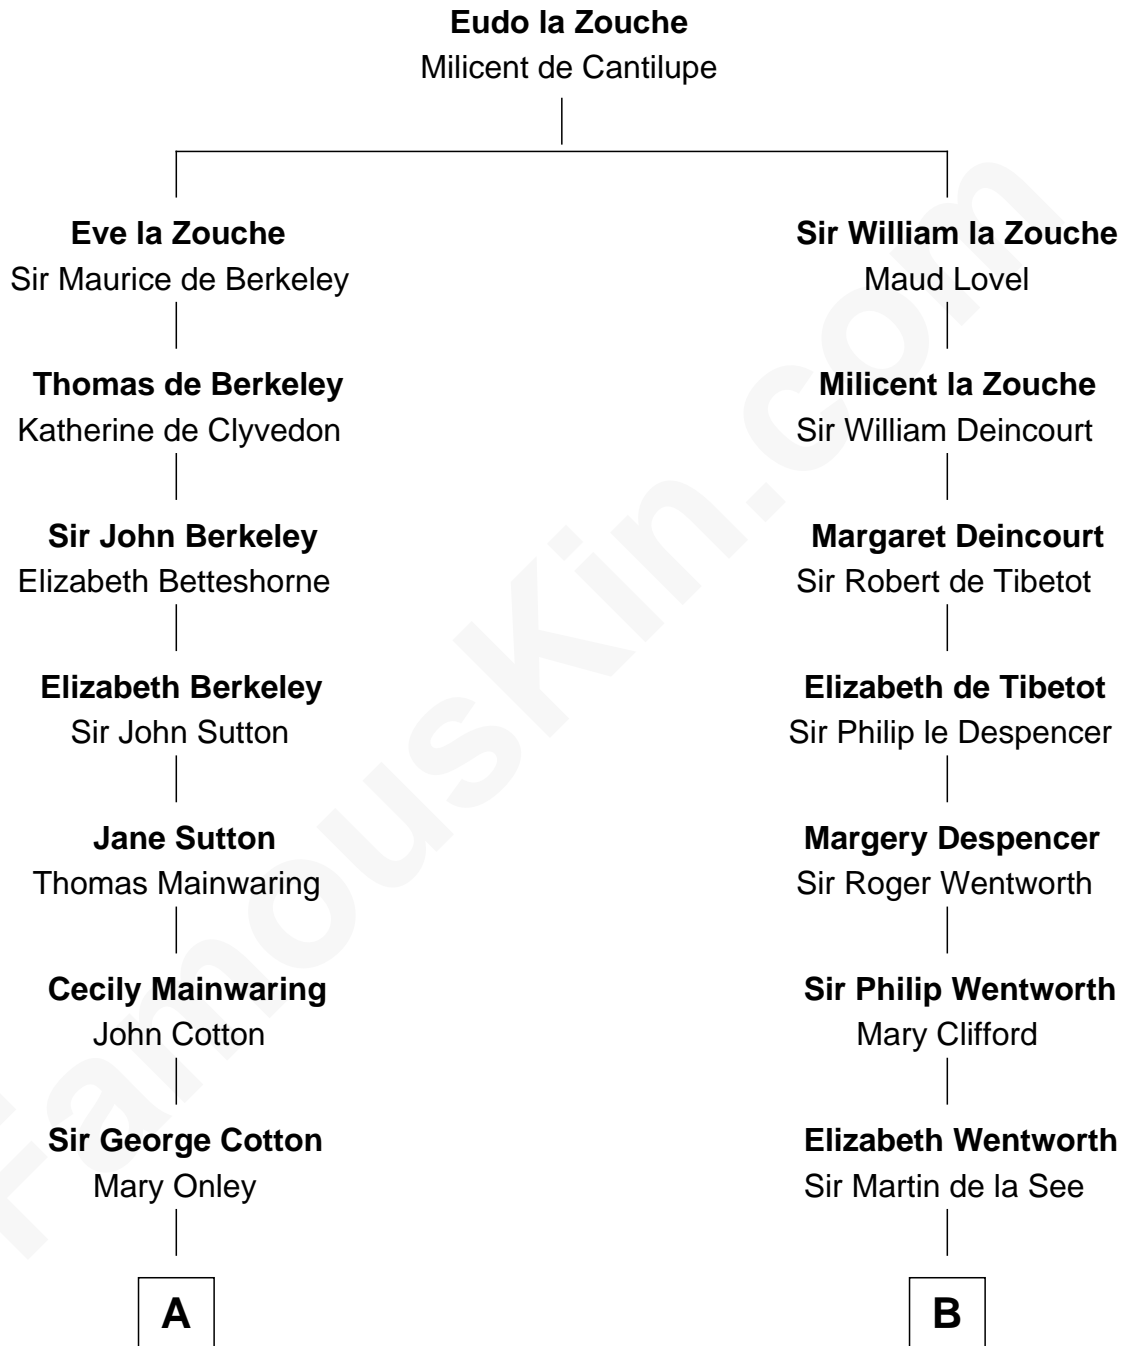 Eudo la Zouche
Milicent de Cantilupe
Eve la Zouche
Sir Maurice de Berkeley
Sir William la Zouche
Maud Lovel
Thomas de Berkeley
Katherine de Clyvedon
Milicent la Zouche
Sir William Deincourt
Sir John Berkeley
Elizabeth Betteshorne
Margaret Deincourt
Sir Robert de Tibetot
Elizabeth Berkeley
Sir John Sutton
Elizabeth de Tibetot
Sir Philip le Despencer
Jane Sutton
Thomas Mainwaring
Margery Despencer
Sir Roger Wentworth
Cecily Mainwaring
John Cotton
Sir Philip Wentworth
Mary Clifford
Sir George Cotton
Mary Onley
Elizabeth Wentworth
Sir Martin de la See
A
B
FamousKin.com